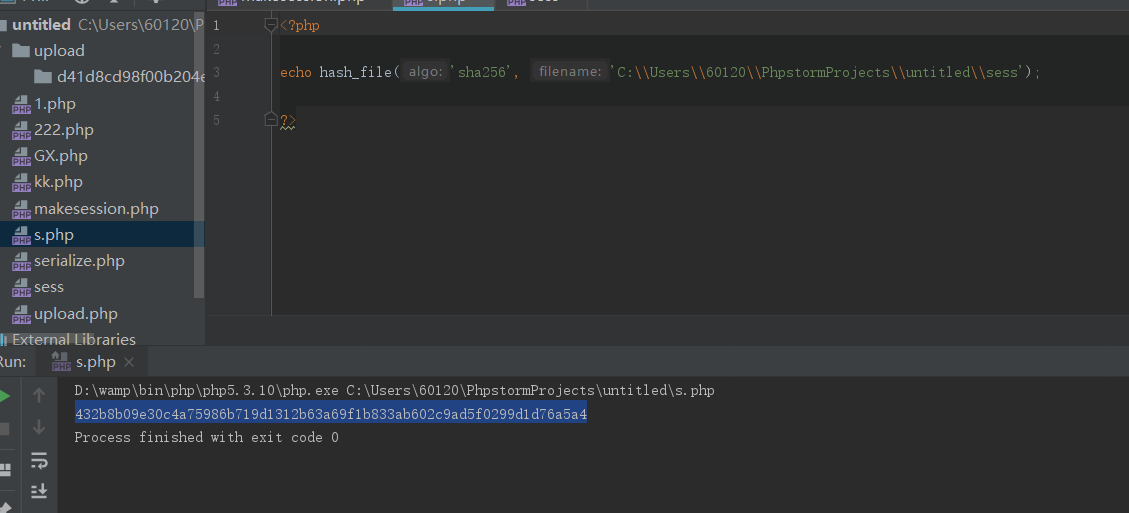 untitled C:\Users\60120\P
upload
d41d8cd98f00b204e
1.php
222.php
GX.php
kk.php
makesession.php
s.php
serialize.php
sess
upload.php
External Libraries
1 <?php
2
3 echo hash_file( algo: 'sha256', filename: 'C:\\Users\\60120\\PhpstormProjects\\untitled\\sess');
4
5 ?>
Run: s.php
D:\wamp\bin\php\php5.3.10\php.exe C:\Users\60120\PhpstormProjects\untitled\s.php
432b8b09e30c4a75986b719d1312b63a69f1b833ab602c9ad5f0299d1d76a5a4
Process finished with exit code 0